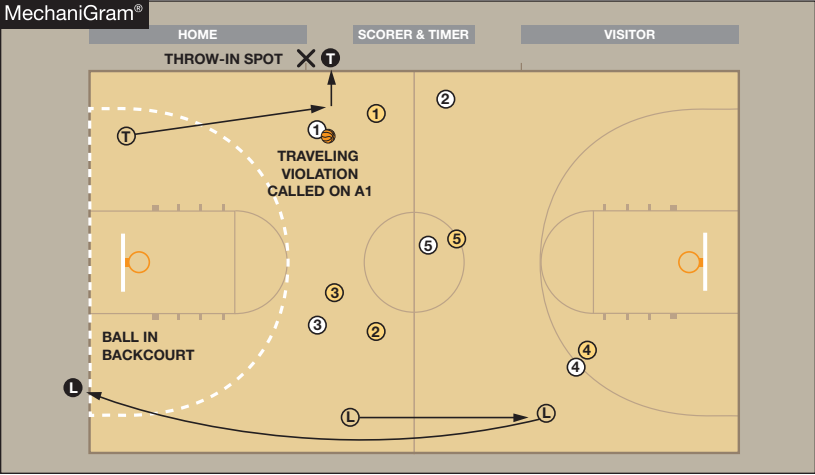 MechaniGram®
HOME
SCORER & TIMER
VISITOR
THROW-IN SPOT
T
2
1
T
1
TRAVELING
VIOLATION
CALLED ON A1
5
5
3
3
2
BALL IN
BACKCOURT
4
4
L
L
L